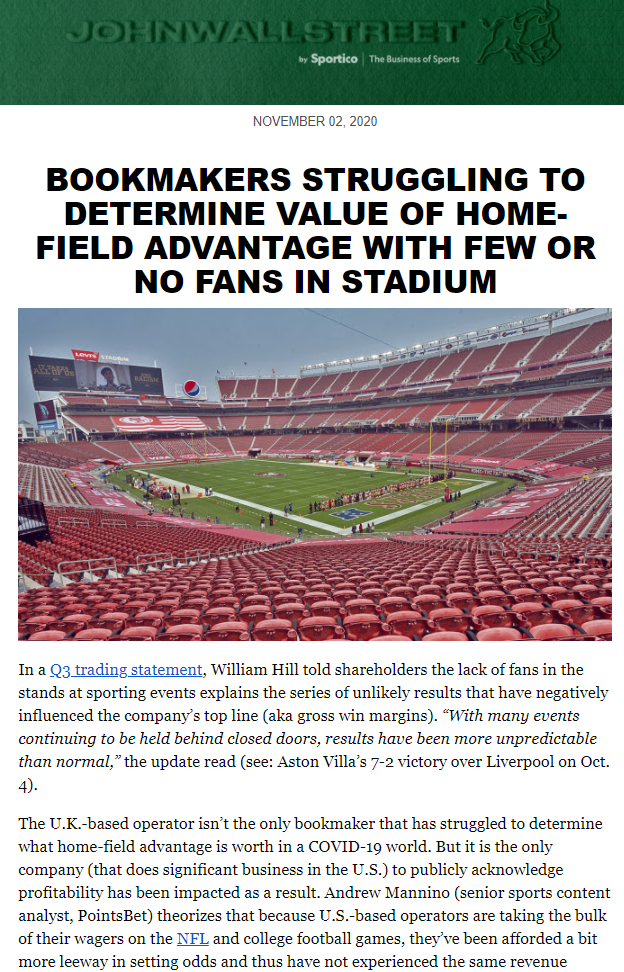 JOHNWALLSTREET
by Sportico | The Business of Sports
NOVEMBER 02, 2020
BOOKMAKERS STRUGGLING TO
DETERMINE VALUE OF HOME-
FIELD ADVANTAGE WITH FEW OR
NO FANS IN STADIUM
LEVI'S STADIUM
IT TAKES
ALL OF US
In a Q3 trading statement, William Hill told shareholders the lack of fans in the
stands at sporting events explains the series of unlikely results that have negatively
influenced the company’s top line (aka gross win margins). “With many events
continuing to be held behind closed doors, results have been more unpredictable
than normal,” the update read (see: Aston Villa’s 7-2 victory over Liverpool on Oct.
4).
The U.K.-based operator isn’t the only bookmaker that has struggled to determine
what home-field advantage is worth in a COVID-19 world. But it is the only
company (that does significant business in the U.S.) to publicly acknowledge
profitability has been impacted as a result. Andrew Mannino (senior sports content
analyst, PointsBet) theorizes that because U.S.-based operators are taking the bulk
of their wagers on the NFL and college football games, they’ve been afforded a bit
more leeway in setting odds and thus have not experienced the same revenue